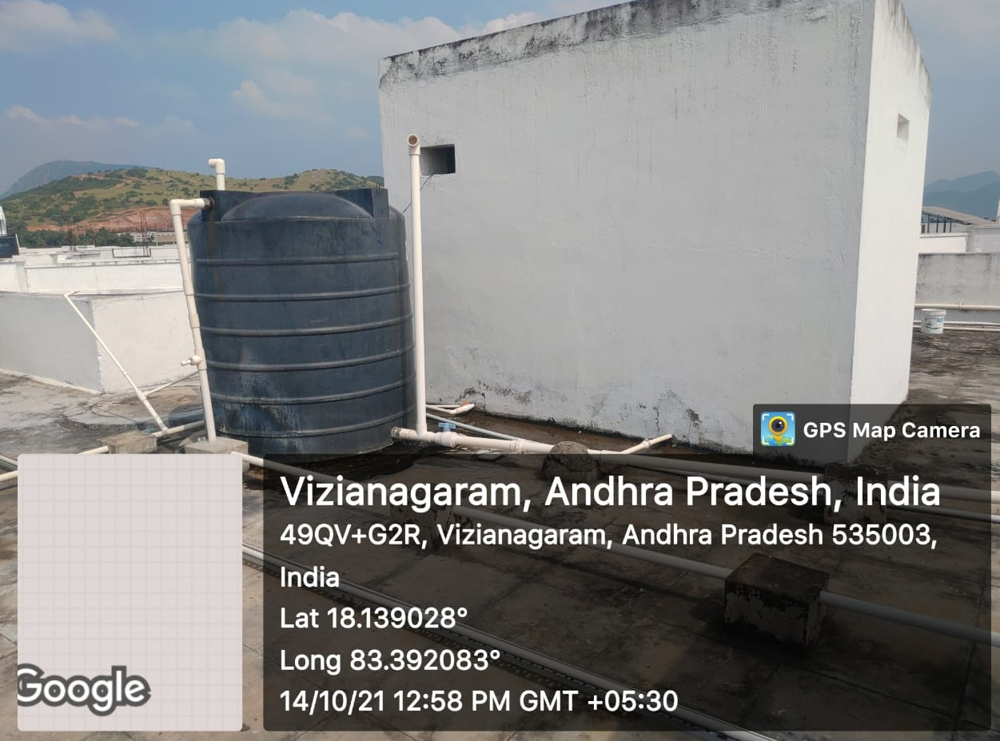 GPS Map Camera
Vizianagaram, Andhra Pradesh, India
49QV+G2R, Vizianagaram, Andhra Pradesh 535003,
India
Lat 18.139028°
Long 83.392083°
14/10/21 12:58 PM GMT +05:30
Google